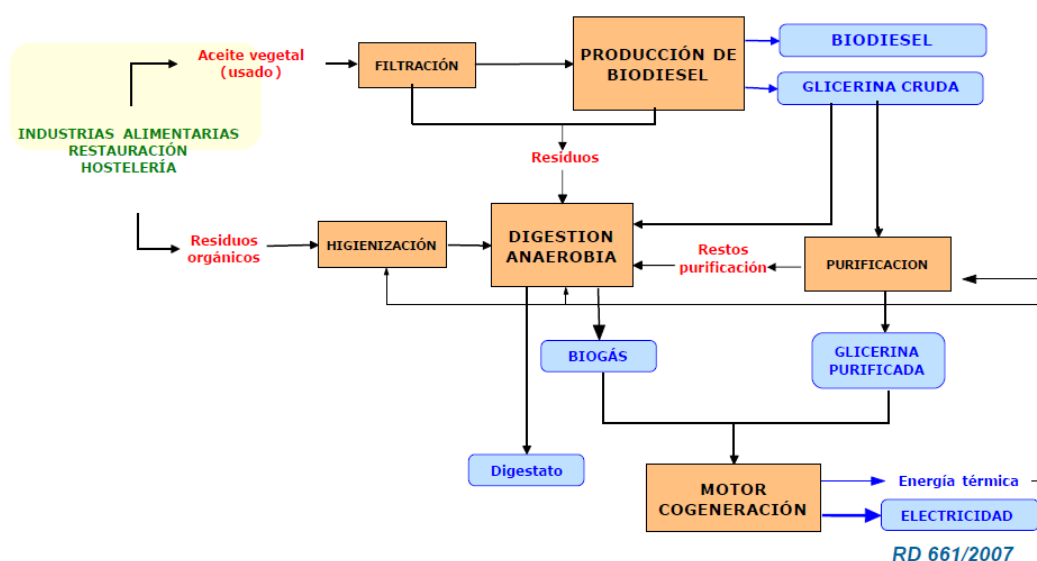 Aceite vegetal
(usado)
FILTRACIÓN
PRODUCCIÓN DE
BIODIESEL
BIODIESEL
GLICERINA CRUDA
INDUSTRIAS ALIMENTARIAS
RESTAURACIÓN
HOSTELERÍA
Residuos
Residuos
orgánicos
HIGIENIZACIÓN
DIGESTION
ANAEROBIA
Restos
purificación
PURIFICACION
BIOGÁS
GLICERINA
PURIFICADA
Digestato
MOTOR
COGENERACIÓN
Energía térmica
ELECTRICIDAD
RD 661/2007